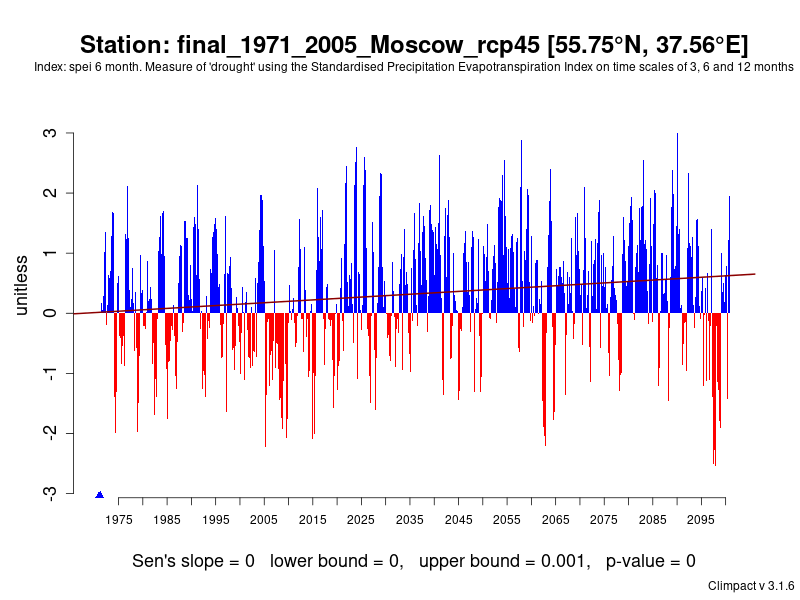 Station: final_1971_2005_Moscow_rcp45 [55.75°N, 37.56°E]
Index: spei 6 month. Measure of 'drought' using the Standardised Precipitation Evapotranspiration Index on time scales of 3, 6 and 12 months
unitless
3
2
1
0
-1
-2
-3
1975 1985 1995 2005 2015 2025 2035 2045 2055 2065 2075 2085 2095
Sen's slope = 0 lower bound = 0, upper bound = 0.001, p-value = 0
Climpact v 3.1.6